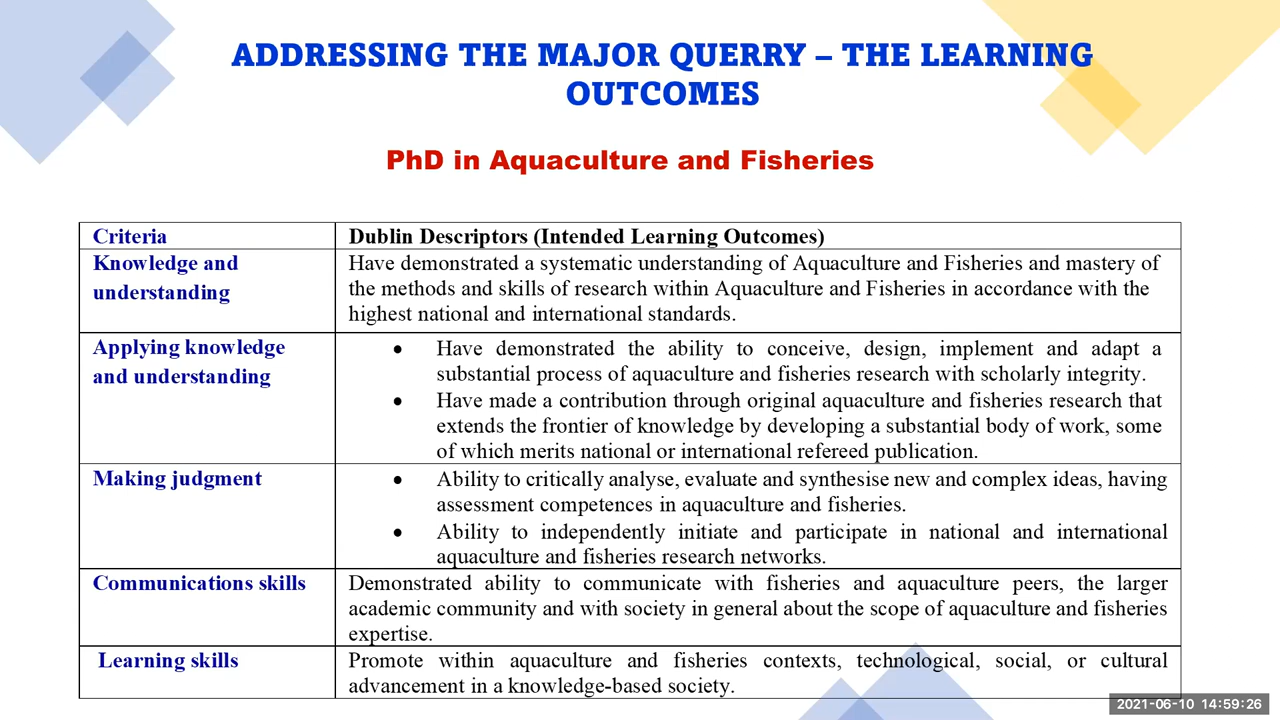 ADDRESSING THE MAJOR QUERRY – THE LEARNING
OUTCOMES
PhD in Aquaculture and Fisheries
Criteria
Dublin Descriptors (Intended Learning Outcomes)
Knowledge and
understanding
Have demonstrated a systematic understanding of Aquaculture and Fisheries and mastery of
the methods and skills of research within Aquaculture and Fisheries in accordance with the
highest national and international standards.
Applying knowledge
and understanding
• Have demonstrated the ability to conceive, design, implement and adapt a
substantial process of aquaculture and fisheries research with scholarly integrity.
• Have made a contribution through original aquaculture and fisheries research that
extends the frontier of knowledge by developing a substantial body of work, some
of which merits national or international refereed publication.
Making judgment
• Ability to critically analyse, evaluate and synthesise new and complex ideas, having
assessment competences in aquaculture and fisheries.
• Ability to independently initiate and participate in national and international
aquaculture and fisheries research networks.
Communications skills
Demonstrated ability to communicate with fisheries and aquaculture peers, the larger
academic community and with society in general about the scope of aquaculture and fisheries
expertise.
Learning skills
Promote within aquaculture and fisheries contexts, technological, social, or cultural
advancement in a knowledge-based society.
2021-06-10 14:59:26